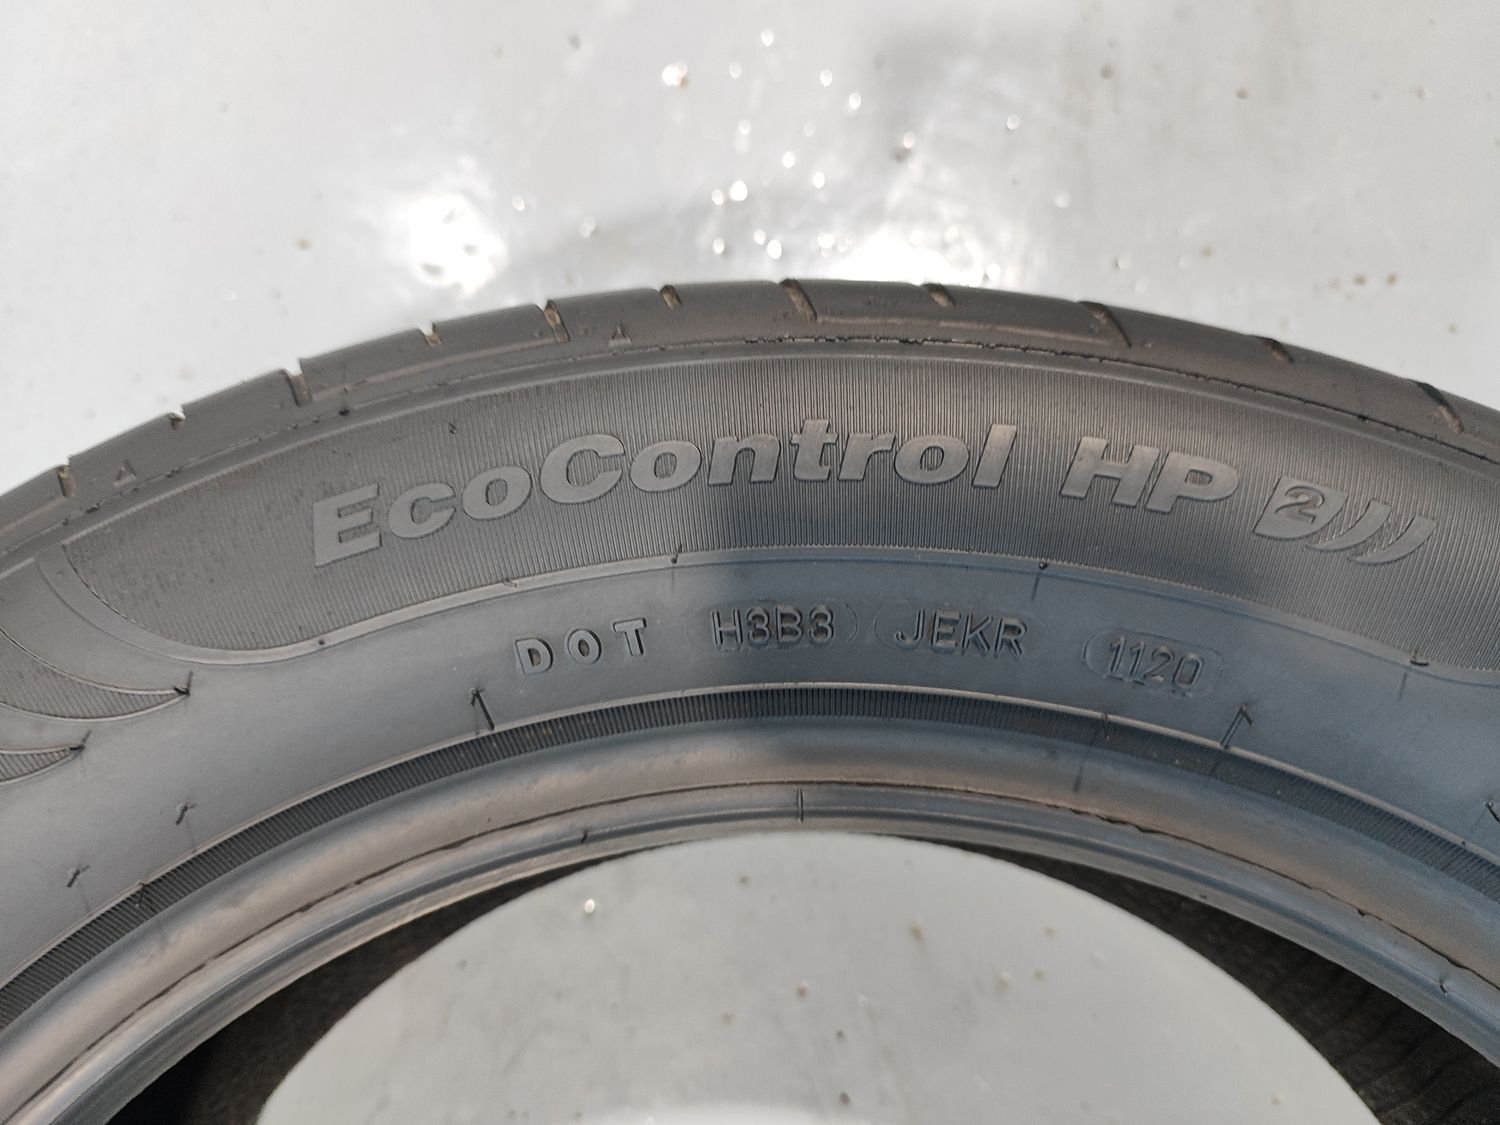 EcoControl HP 2
DOT H3B3 JEKR 1120